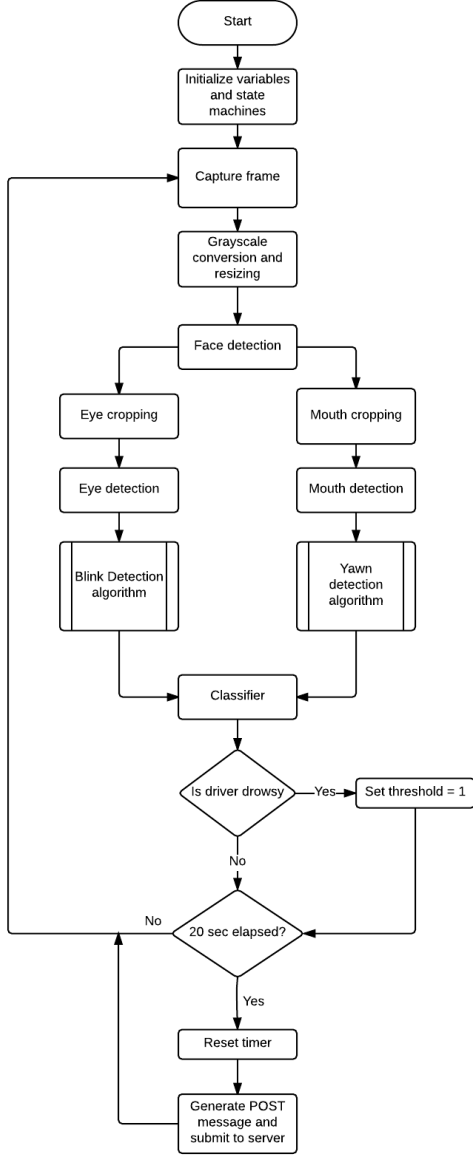 Start
Initialize variables
and state
machines
Capture frame
Grayscale
conversion and
resizing
Face detection
Eye cropping
Mouth cropping
Eye detection
Mouth detection
Blink Detection
algorithm
Yawn
detection
algorithm
Classifier
Is driver drowsy
Yes
Set threshold = 1
No
No
20 sec elapsed?
Yes
Reset timer
Generate POST
message and
submit to server